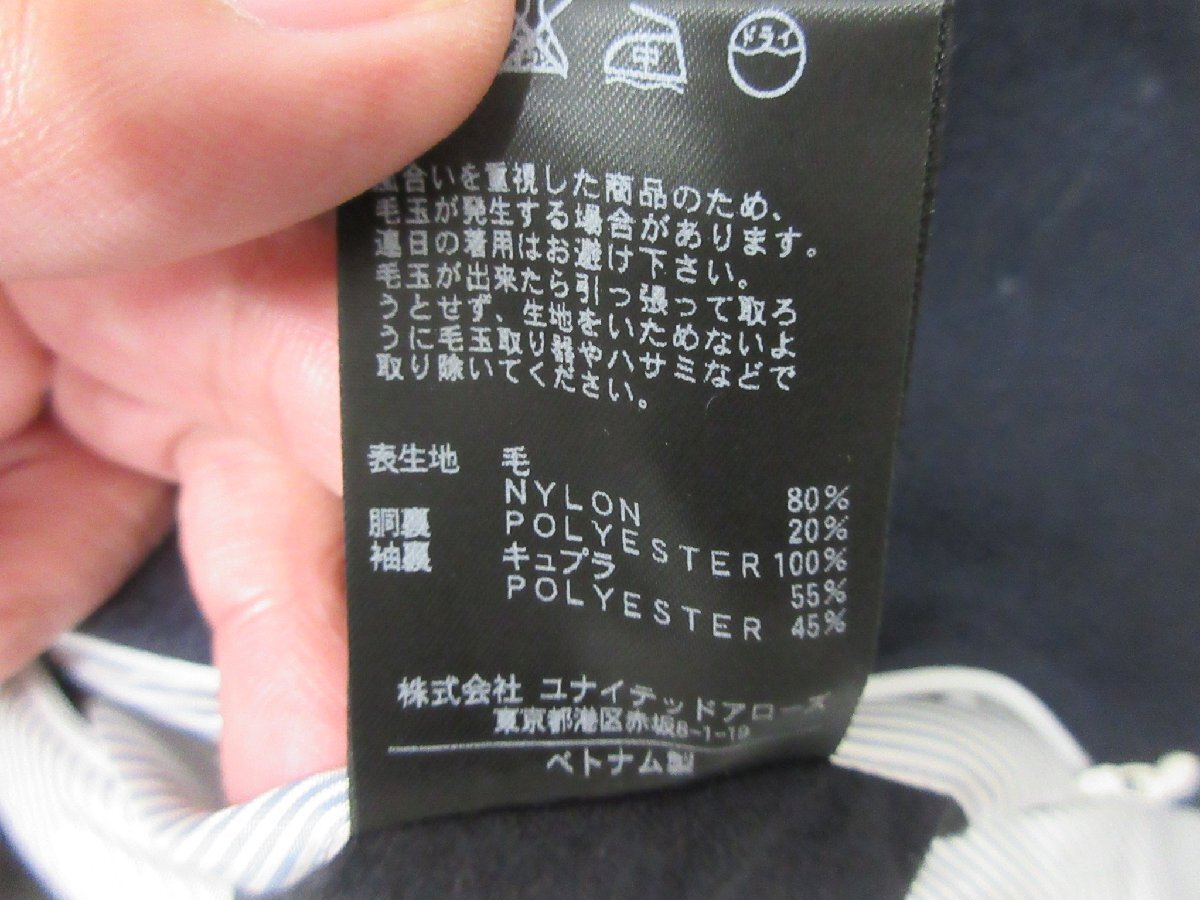 中
ドライ
風合いを重視した商品のため、
毛玉が発生する場合があります。
連日の着用はお避け下さい。
毛玉が出来たら引っ張って取ろ
うとせず、生地をいためないよ
うに毛玉取り器やハサミなどで
取り除いてください。
表生地 毛 80%
NYLON 20%
胴裏 POLYESTER 100%
袖裏 キュプラ 55%
POLYESTER 45%
株式会社 ユナイテッドアローズ
東京都港区赤坂8-1-19
ベトナム製